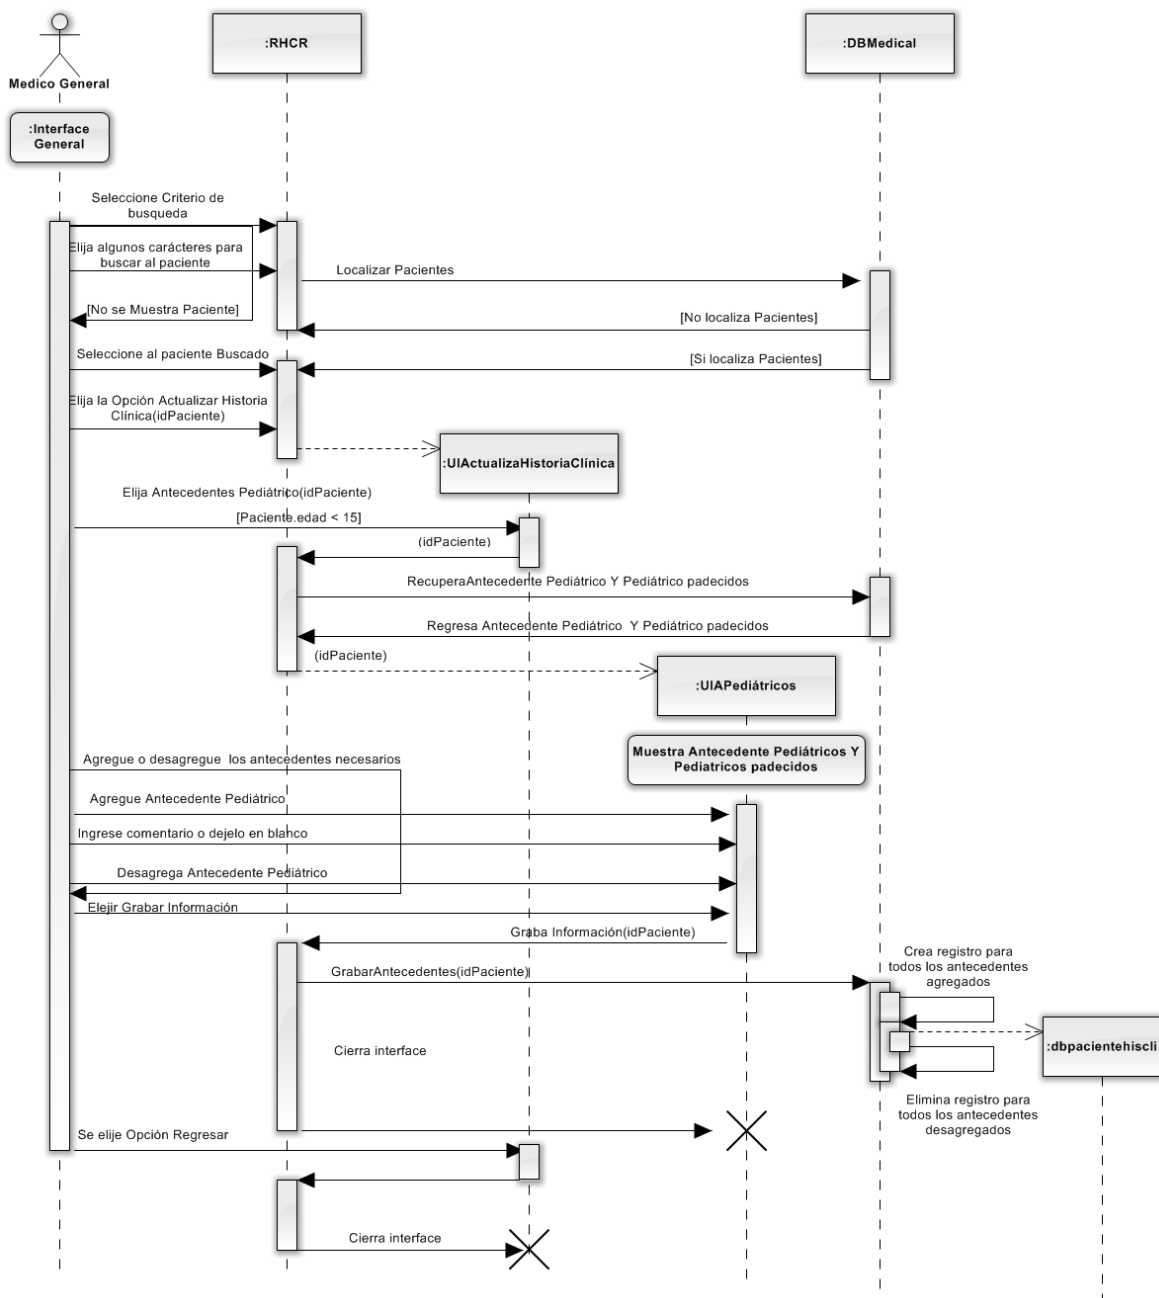 :RHCR
:DBMedical
Medico General
:Interface
General
Seleccione Criterio de
busqueda
Elija algunos carácteres para
buscar al paciente
Localizar Pacientes
[No se Muestra Paciente]
[No localiza Pacientes]
Seleccione al paciente Buscado
[Si localiza Pacientes]
Elija la Opción Actualizar Historia
Clínica(idPaciente)
:UIActualizaHistoriaClínica
Elija Antecedentes Pediátrico(idPaciente)
[Paciente.edad < 15]
(idPaciente)
RecuperaAntecedente Pediátrico Y Pediátrico padecidos
Regresa Antecedente Pediátrico  Y Pediátrico padecidos
(idPaciente)
:UIAPediátricos
Muestra Antecedente Pediátricos Y
Pediatricos padecidos
Agregue o desagregue  los antecedentes necesarios
Agregue Antecedente Pediátrico
Ingrese comentario o dejelo en blanco
Desagrega Antecedente Pediátrico
Elejir Grabar Información
Graba Información(idPaciente)
Crea registro para
todos los antecedentes
agregados
GrabarAntecedentes(idPaciente)
:dbpacientehiscli
Cierra interface
Elimina registro para
todos los antecedentes
desagregados
Se elije Opción Regresar
Cierra interface